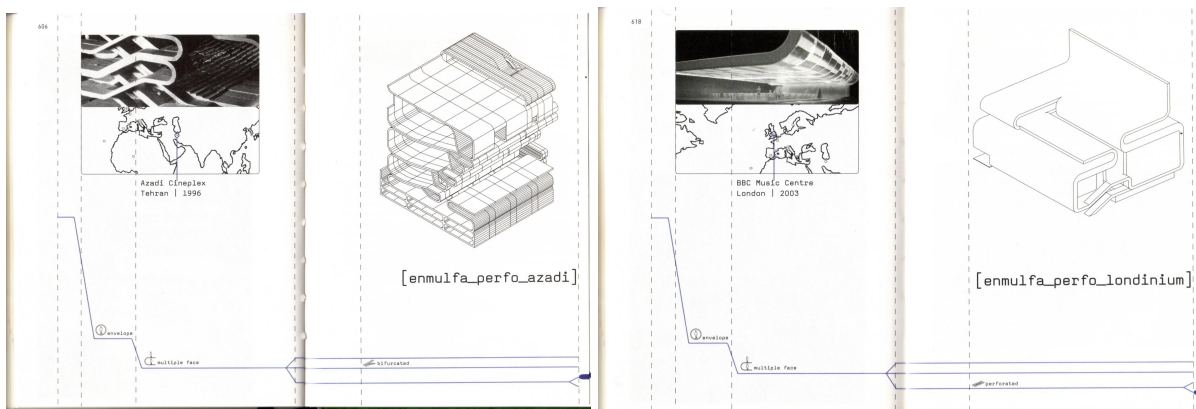 606
Azadi Cineplex
Tehran | 1996
[enmulfa_perfo_azadi]
envelope
multiple face
bifurcated
618
BBC Music Centre
London | 2003
[enmulfa_perfo_londinium]
envelope
multiple face
perforated